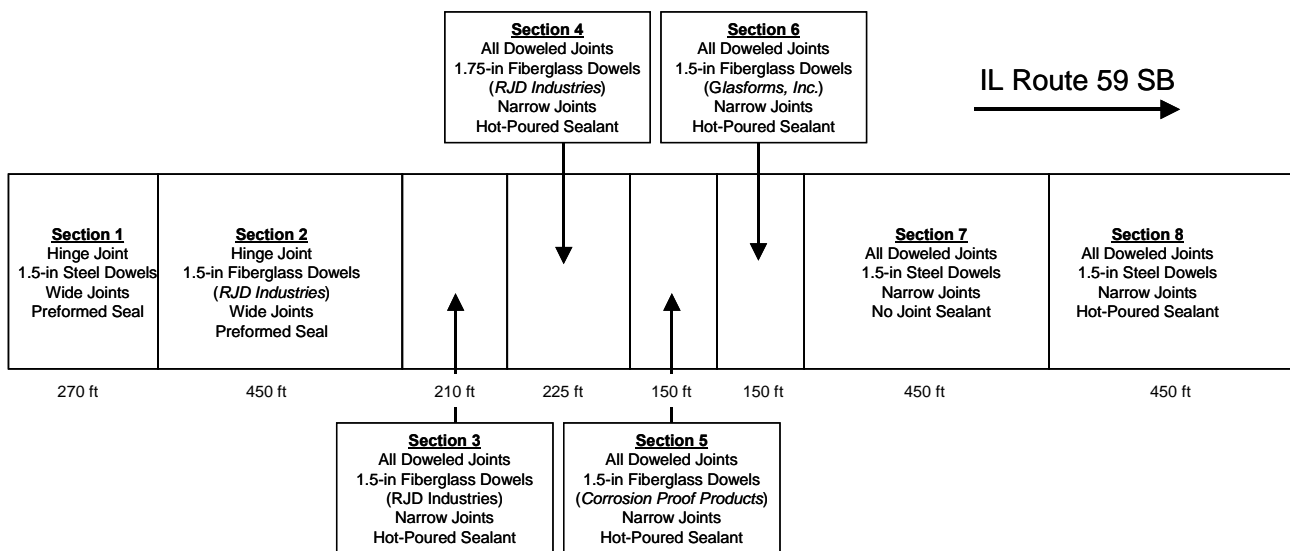 Section 4
All Doweled Joints
1.75-in Fiberglass Dowels
(RJD Industries)
Narrow Joints
Hot-Poured Sealant
Section 6
All Doweled Joints
1.5-in Fiberglass Dowels
(Glasforms, Inc.)
Narrow Joints
Hot-Poured Sealant
IL Route 59 SB
Section 1
Hinge Joint
1.5-in Steel Dowels
Wide Joints
Preformed Seal
Section 2
Hinge Joint
1.5-in Fiberglass Dowels
(RJD Industries)
Wide Joints
Preformed Seal
Section 7
All Doweled Joints
1.5-in Steel Dowels
Narrow Joints
No Joint Sealant
Section 8
All Doweled Joints
1.5-in Steel Dowels
Narrow Joints
Hot-Poured Sealant
270 ft
450 ft
210 ft
225 ft
150 ft
150 ft
450 ft
450 ft
Section 3
All Doweled Joints
1.5-in Fiberglass Dowels
(RJD Industries)
Narrow Joints
Hot-Poured Sealant
Section 5
All Doweled Joints
1.5-in Fiberglass Dowels
(Corrosion Proof Products)
Narrow Joints
Hot-Poured Sealant